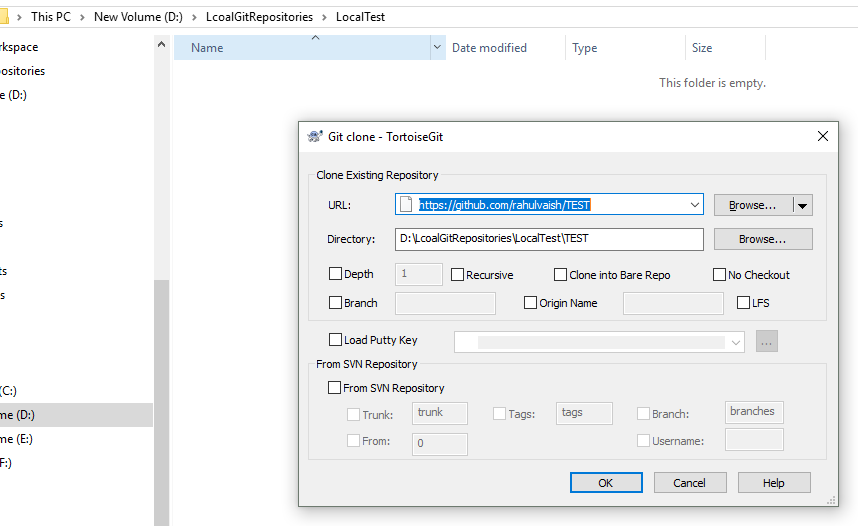 This PC > New Volume (D:) > LcoalGitRepositories > LocalTest
rkspace
ositories
e (D:)
s
ts
s
(C:)
me (D:)
me (E:)
F:)
Name Date modified Type Size
This folder is empty.
Git clone - TortoiseGit
Clone Existing Repository
URL: https://github.com/rahulvaish/TEST Browse...
Directory: D:\LcoalGitRepositories\LocalTest\TEST Browse...
Depth 1 Recursive Clone into Bare Repo No Checkout
Branch Origin Name LFS
Load Putty Key ...
From SVN Repository
From SVN Repository
Trunk: trunk Tags: tags Branch: branches
From: 0 Username:
OK Cancel Help